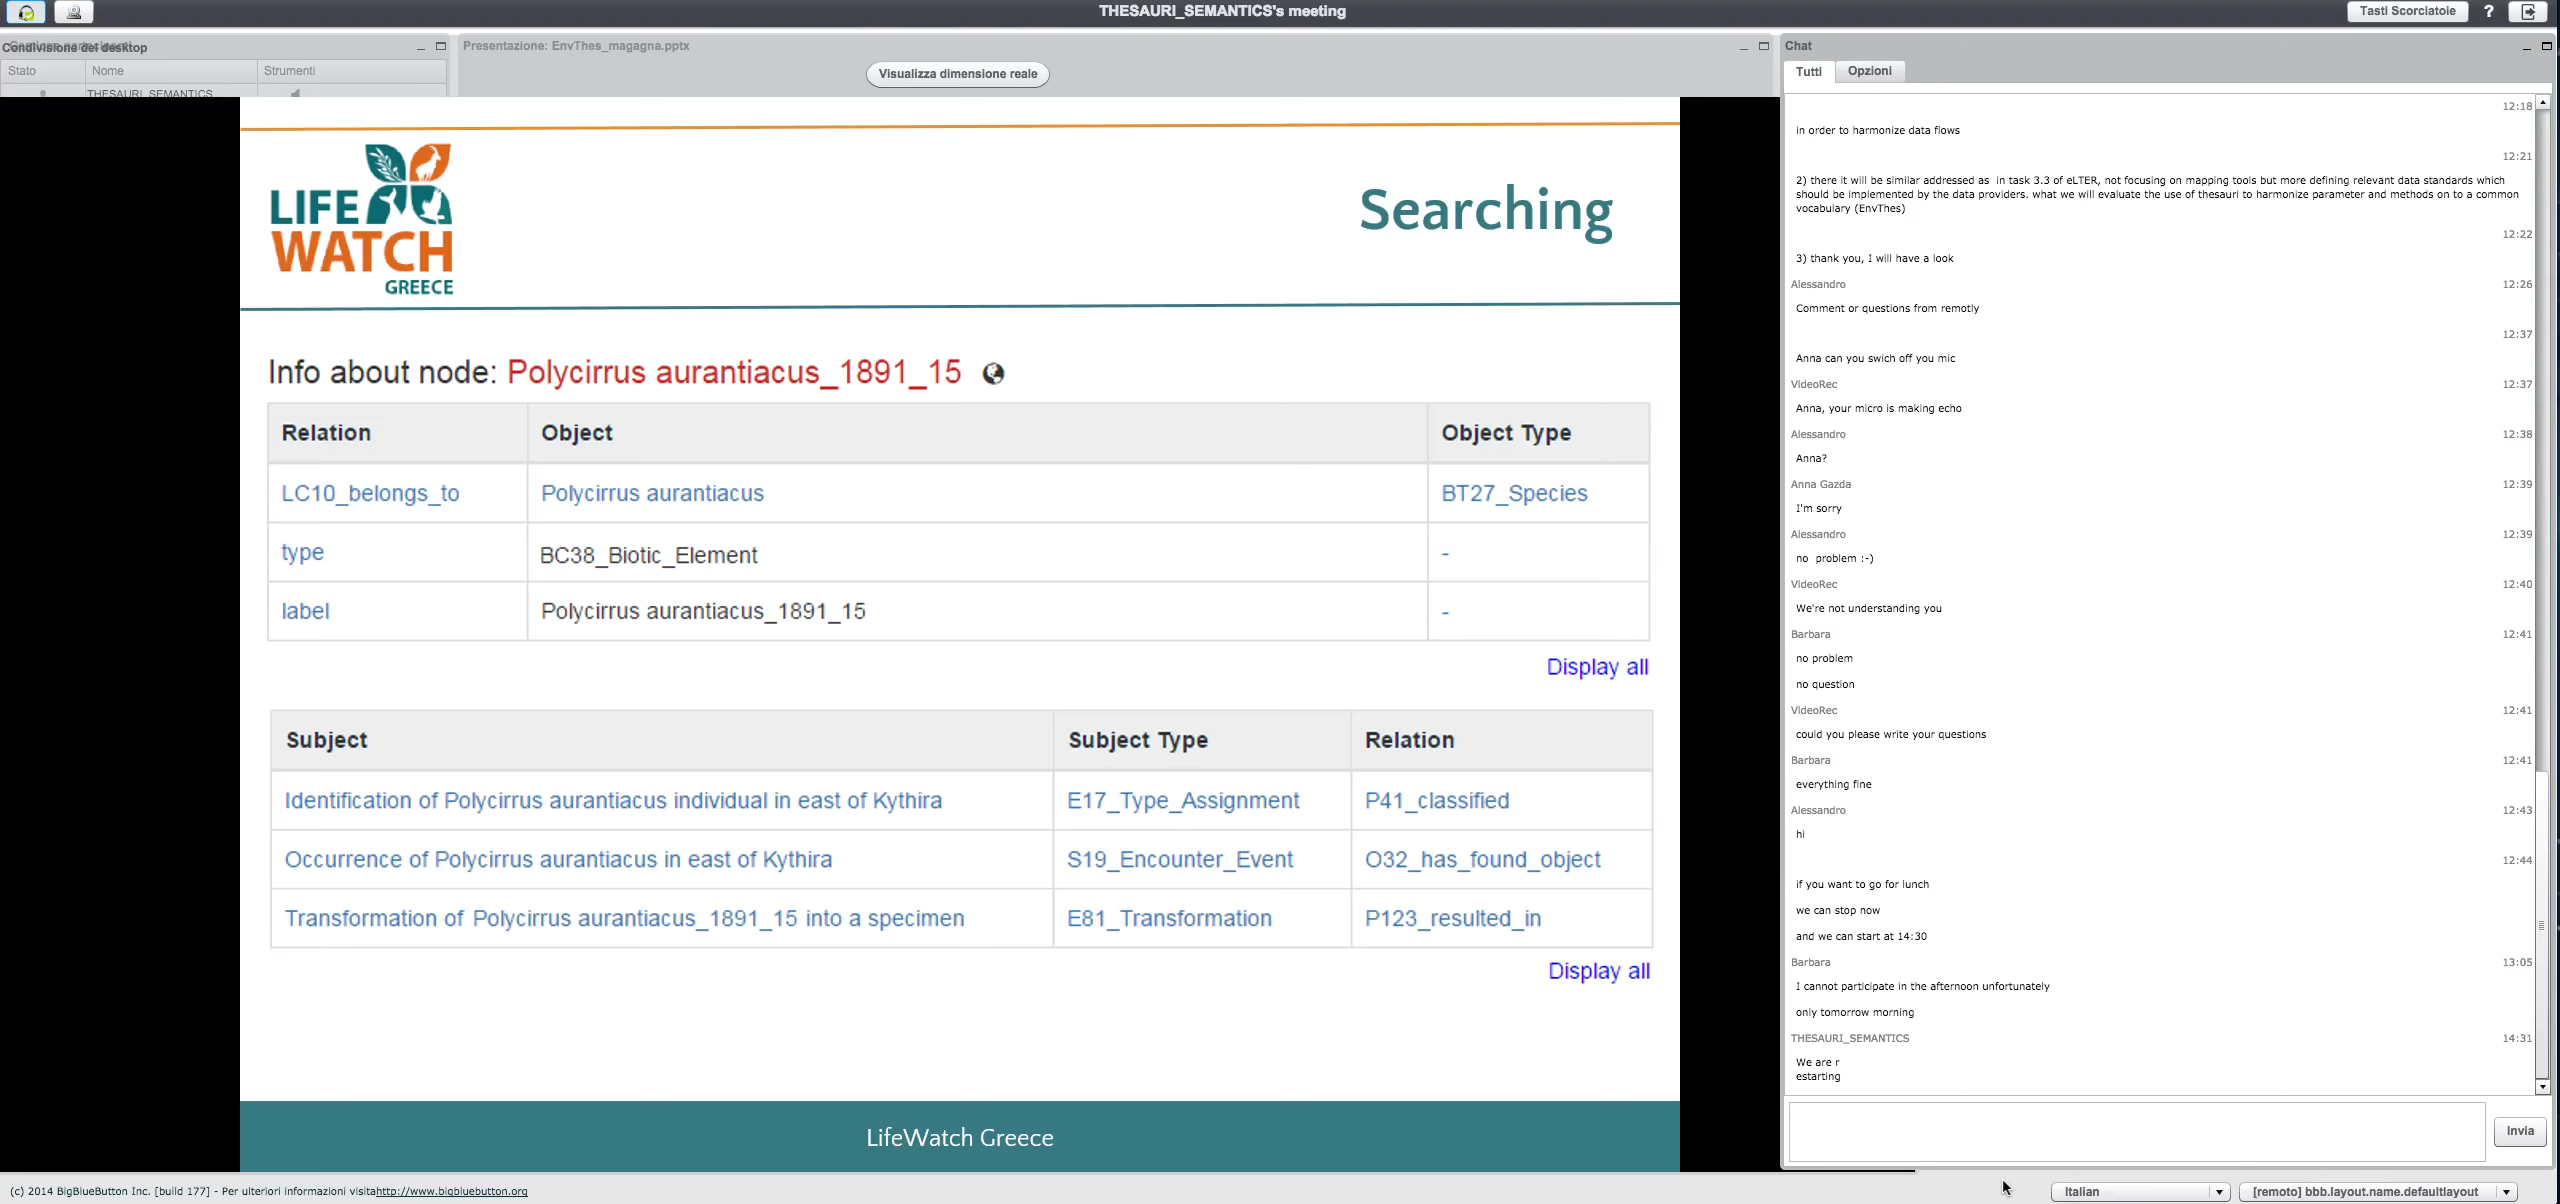 THESAURI_SEMANTICS's meeting
Tasti Scorciatoie
?
Condivisione del desktop
Stato Nome Strumenti
THESAURI_SEMANTICS
Presentazione: EnvThes_magagna.pptx
Visualizza dimensione reale
LIFE
WATCH
GREECE
Searching
Info about node: Polycirrus aurantiacus_1891_15
Relation Object Object Type
LC10_belongs_to Polycirrus aurantiacus BT27_Species
type BC38_Biotic_Element -
label Polycirrus aurantiacus_1891_15 -
Display all
Subject Subject Type Relation
Identification of Polycirrus aurantiacus individual in east of Kythira E17_Type_Assignment P41_classified
Occurrence of Polycirrus aurantiacus in east of Kythira S19_Encounter_Event O32_has_found_object
Transformation of Polycirrus aurantiacus_1891_15 into a specimen E81_Transformation P123_resulted_in
Display all
LifeWatch Greece
Chat
Tutti Opzioni
12:18
in order to harmonize data flows
12:21
2) there it will be similar addressed as in task 3.3 of eLTER, not focusing on mapping tools but more defining relevant data standards which
should be implemented by the data providers. what we will evaluate the use of thesauri to harmonize parameter and methods on to a common
vocabulary (EnvThes)
12:22
3) thank you, I will have a look
Alessandro 12:26
Comment or questions from remotly
12:37
Anna can you swich off you mic
VideoRec 12:37
Anna, your micro is making echo
Alessandro 12:38
Anna?
Anna Gazda 12:39
I'm sorry
Alessandro 12:39
no problem :-)
VideoRec 12:40
We're not understanding you
Barbara 12:41
no problem
no question
VideoRec 12:41
could you please write your questions
Barbara 12:41
everything fine
Alessandro 12:43
hi
12:44
if you want to go for lunch
we can stop now
and we can start at 14:30
Barbara 13:05
I cannot participate in the afternoon unfortunately
only tomorrow morning
THESAURI_SEMANTICS 14:31
We are r
estarting
Invia
(c) 2014 BigBlueButton Inc. [build 177] - Per ulteriori informazioni visitahttp://www.bigbluebutton.org
Italian
[remoto] bbb.layout.name.defaultlayout